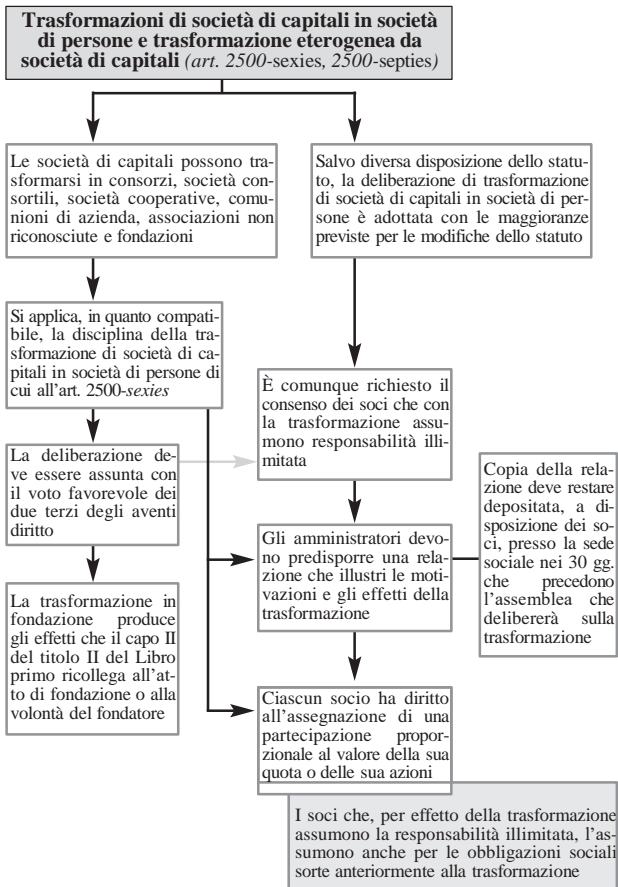 Trasformazioni di società di capitali in società
di persone e trasformazione eterogenea da
società di capitali (art. 2500-sexies, 2500-septies)
Le società di capitali possono tra-
sformarsi in consorzi, società con-
sortili, società cooperative, comu-
nioni di azienda, associazioni non
riconosciute e fondazioni
Si applica, in quanto compati-
bile, la disciplina della tra-
sformazione di società di ca-
pitali in società di persone di
cui all'art. 2500-sexies
La deliberazione de-
ve essere assunta con
il voto favorevole dei
due terzi degli aventi
diritto
La trasformazione in
fondazione produce
gli effetti che il capo II
del titolo II del Libro
primo ricollega all'at-
to di fondazione o alla
volontà del fondatore
Salvo diversa disposizione dello statu-
to, la deliberazione di trasformazione
di società di capitali in società di per-
sone è adottata con le maggioranze
previste per le modifiche dello statuto
È comunque richiesto il
consenso dei soci che con
la trasformazione assu-
mono responsabilità illi-
mitata
Gli amministratori devo-
no predisporre una rela-
zione che illustri le moti-
vazioni e gli effetti della
trasformazione
Copia della rela-
zione deve restare
depositata, a di-
sposizione dei so-
ci, presso la sede
sociale nei 30 gg.
che precedono
l'assemblea che
delibererà sulla
trasformazione
Ciascun socio ha diritto
all'assegnazione di una
partecipazione propor-
zionale al valore della sua
quota o delle sua azioni
I soci che, per effetto della trasformazione
assumono la responsabilità illimitata, l'as-
sumono anche per le obbligazioni sociali
sorte anteriormente alla trasformazione